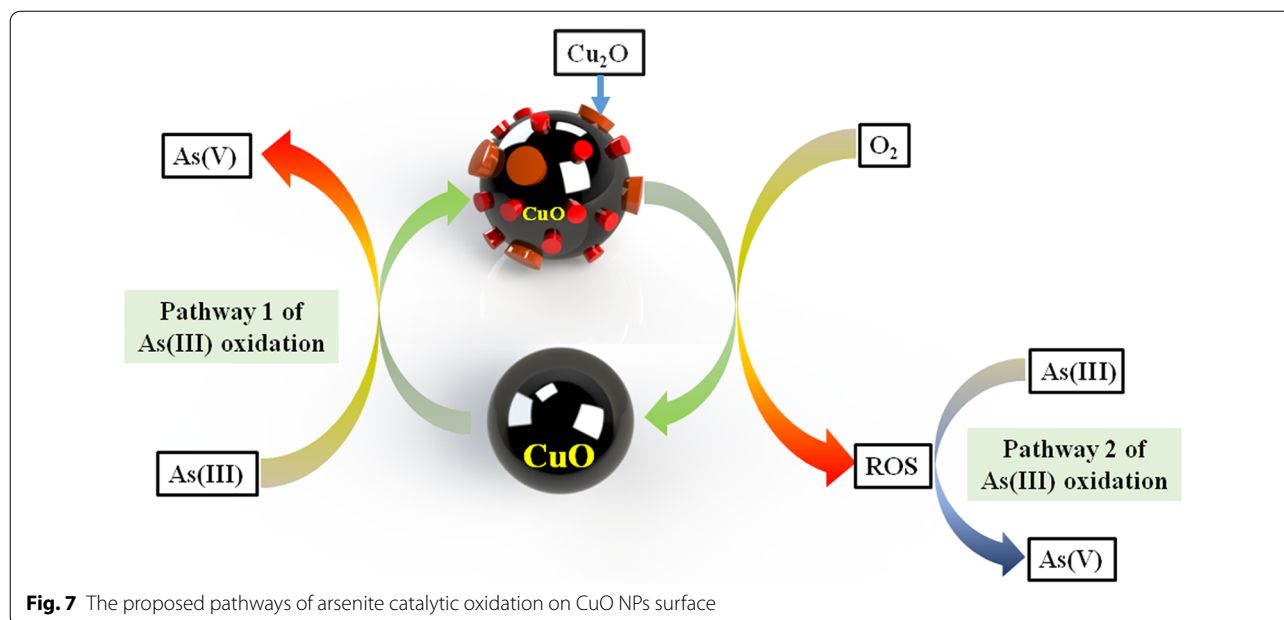 Cu₂O
As(V)
O₂
CuO
Pathway 1 of
As(III) oxidation
As(III)
CuO
As(III)
ROS
Pathway 2 of
As(III) oxidation
As(V)
Fig. 7 The proposed pathways of arsenite catalytic oxidation on CuO NPs surface